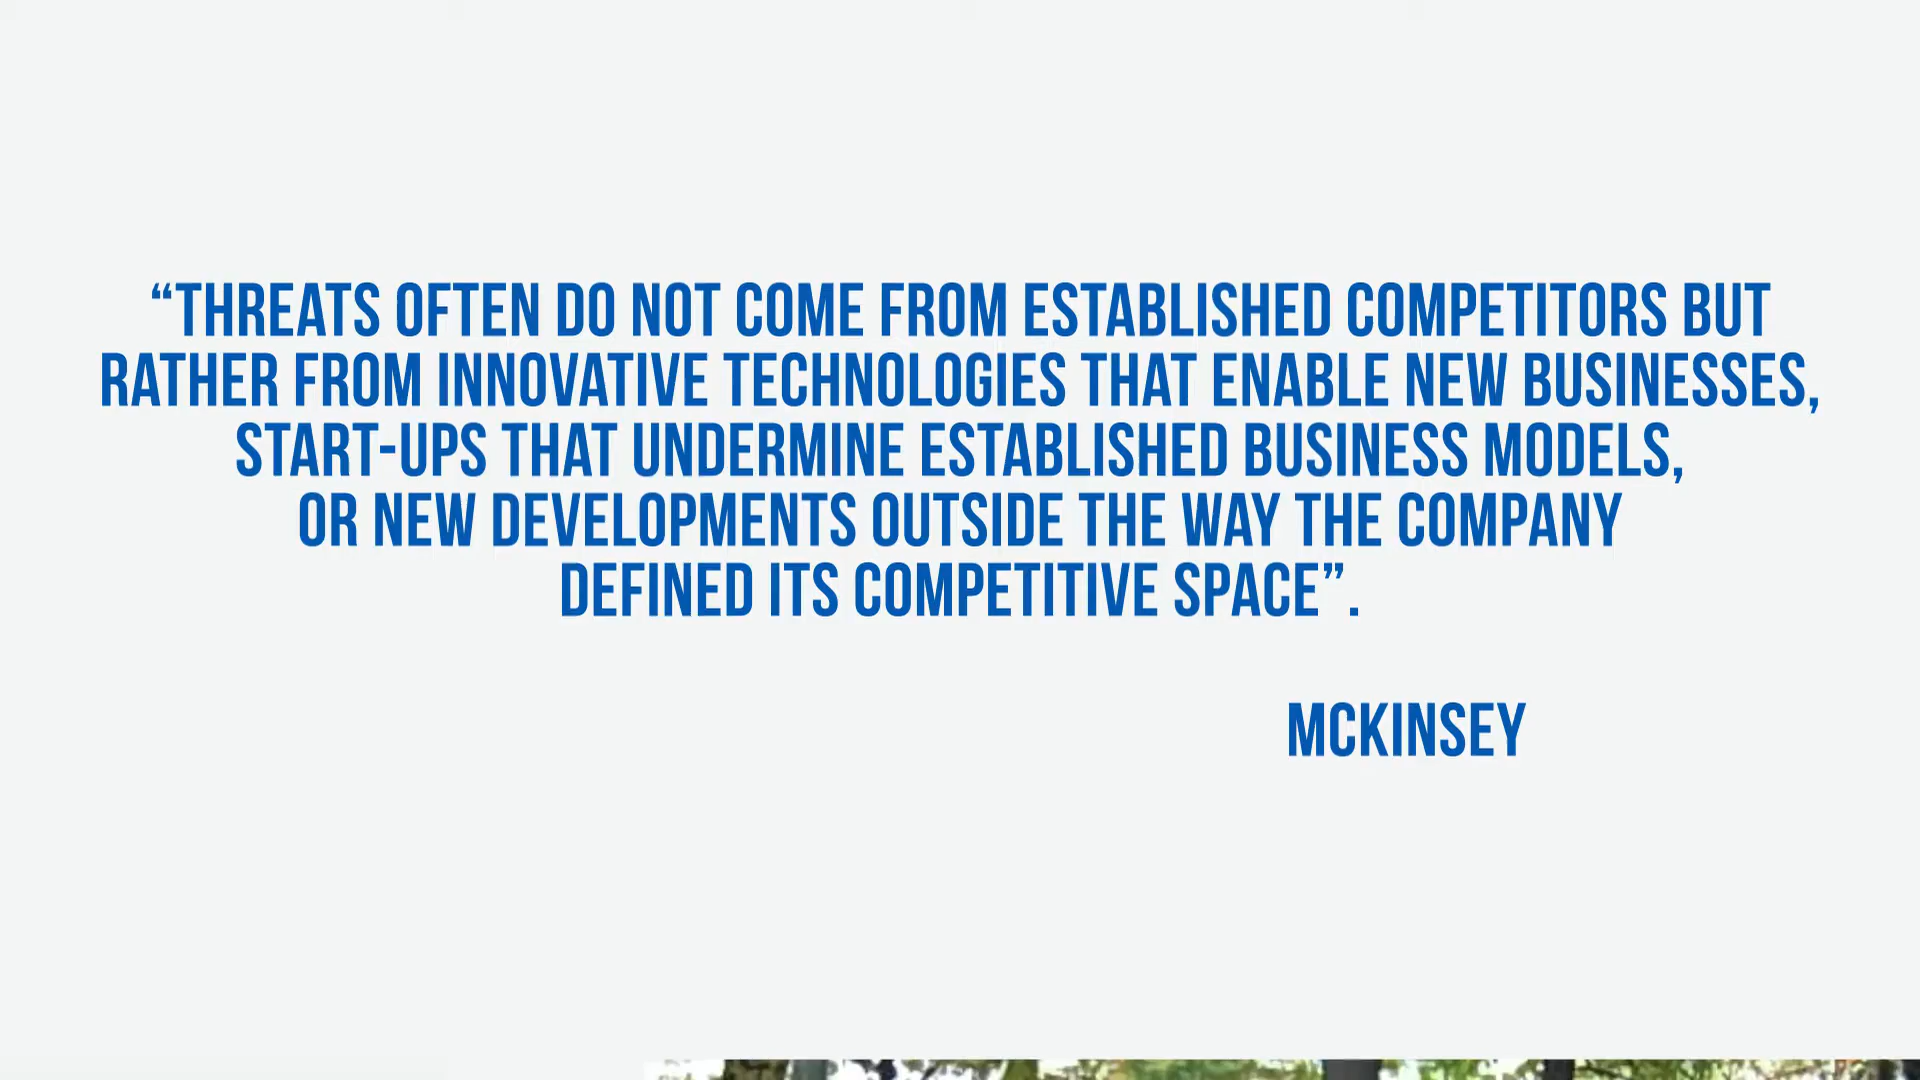 “THREATS OFTEN DO NOT COME FROM ESTABLISHED COMPETITORS BUT
RATHER FROM INNOVATIVE TECHNOLOGIES THAT ENABLE NEW BUSINESSES,
START-UPS THAT UNDERMINE ESTABLISHED BUSINESS MODELS,
OR NEW DEVELOPMENTS OUTSIDE THE WAY THE COMPANY
DEFINED ITS COMPETITIVE SPACE”.
MCKINSEY